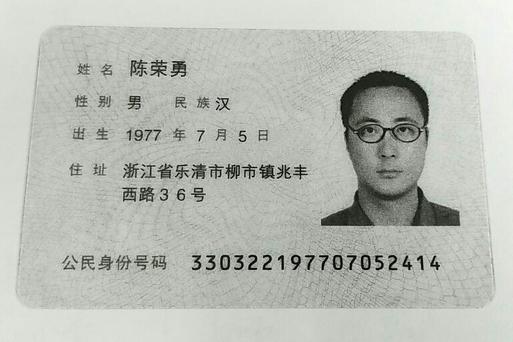 姓名 陈荣勇
性别 男 民族 汉
出生 1977 年 7 月 5 日
住址 浙江省乐清市柳市镇兆丰
西路36号
公民身份号码 330322197707052414